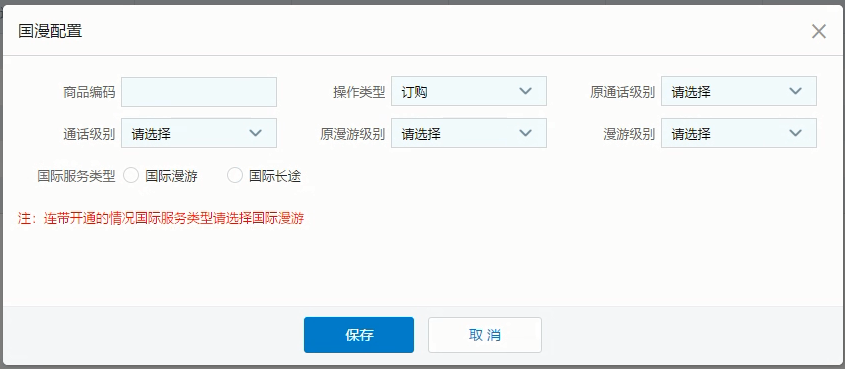 国漫配置
商品编码 操作类型 订购 原通话级别 请选择
通话级别 请选择 原漫游级别 请选择 漫游级别 请选择
国际服务类型 国际漫游 国际长途
注：连带开通的情况国际服务类型请选择国际漫游
保存 取 消